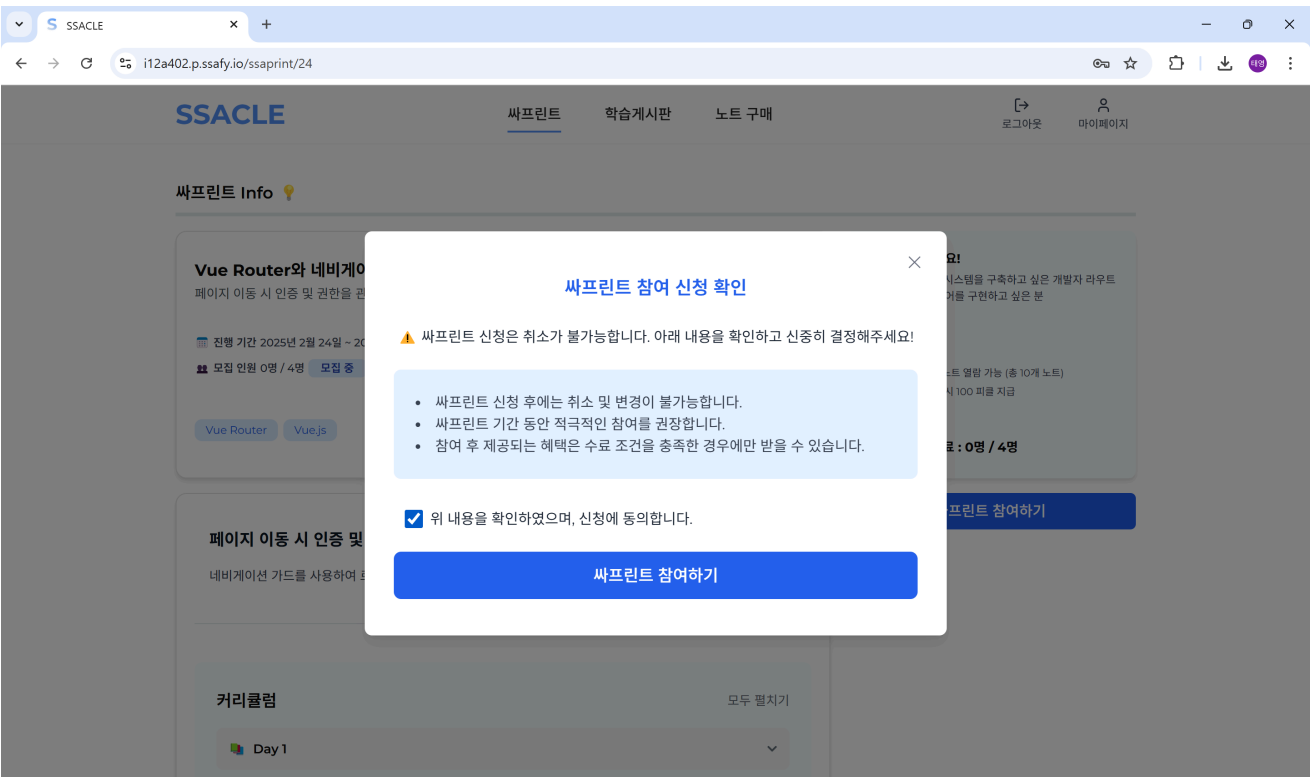 SSACLE
i12a402.p.ssafy.io/ssaprint/24
태영
SSACLE
싸프린트 학습게시판 노트 구매
로그아웃 마이페이지
싸프린트 Info
Vue Router와 네비게이
페이지 이동 시 인증 및 권한을 관
진행 기간 2025년 2월 24일 ~ 20
모집 인원 0명 / 4명 모집 중
Vue Router Vue.js
요!
시스템을 구축하고 싶은 개발자 라우트
어를 구현하고 싶은 분
노트 열람 가능 (총 10개 노트)
시 100 피클 지급
료 : 0명 / 4명
프린트 참여하기
싸프린트 참여 신청 확인
싸프린트 신청은 취소가 불가능합니다. 아래 내용을 확인하고 신중히 결정해주세요!
• 싸프린트 신청 후에는 취소 및 변경이 불가능합니다.
• 싸프린트 기간 동안 적극적인 참여를 권장합니다.
• 참여 후 제공되는 혜택은 수료 조건을 충족한 경우에만 받을 수 있습니다.
위 내용을 확인하였으며, 신청에 동의합니다.
싸프린트 참여하기
페이지 이동 시 인증 및
네비게이션 가드를 사용하여
커리큘럼 모두 펼치기
Day 1